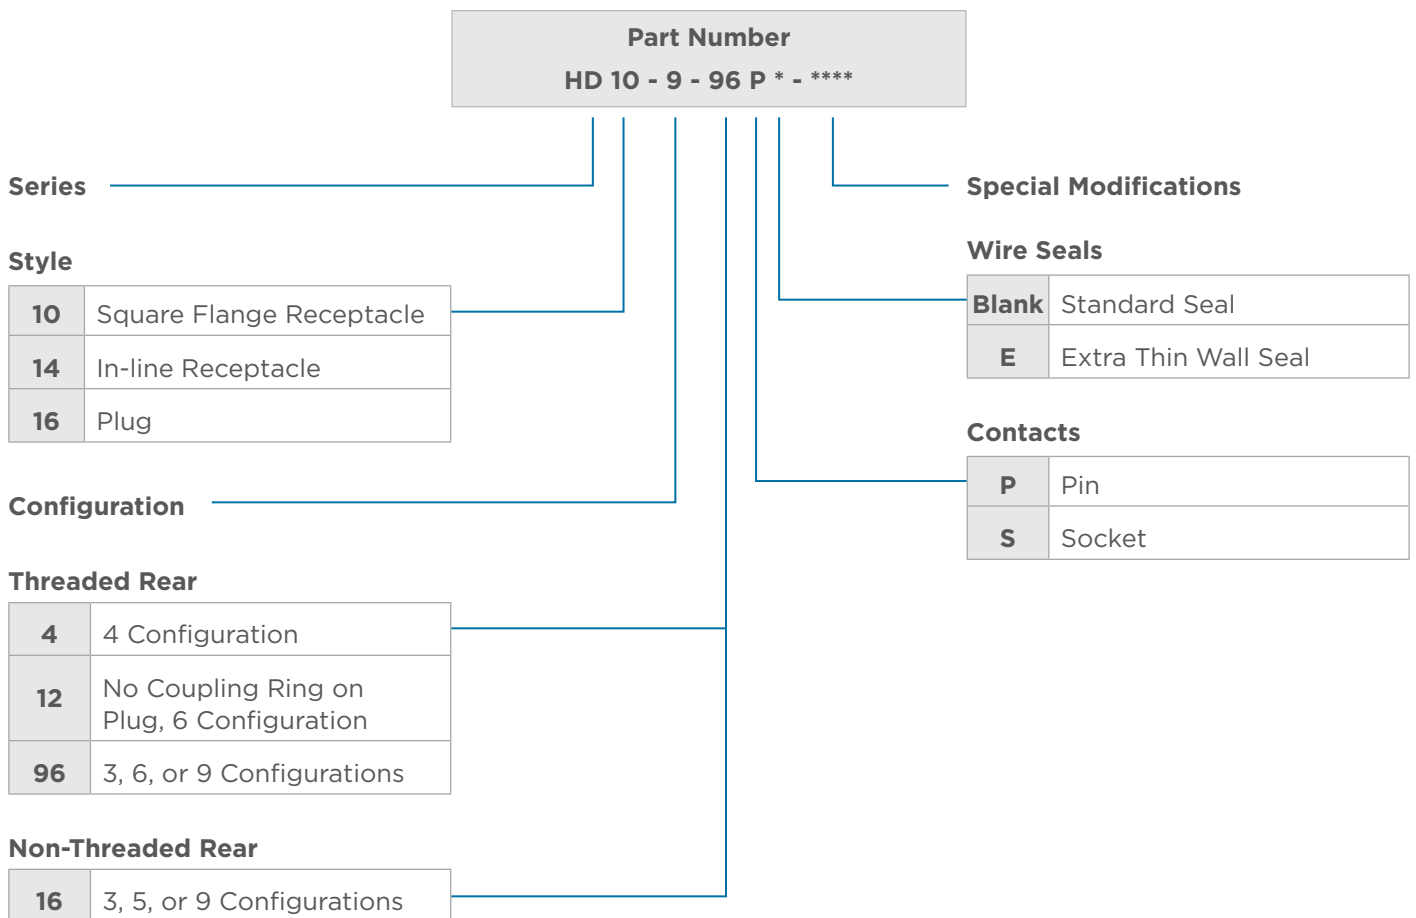 Part Number
HD 10 - 9 - 96 P * - ****
Series
Style
10 Square Flange Receptacle
14 In-line Receptacle
16 Plug
Configuration
Threaded Rear
4 4 Configuration
12 No Coupling Ring on
Plug, 6 Configuration
96 3, 6, or 9 Configurations
Non-Threaded Rear
16 3, 5, or 9 Configurations
Special Modifications
Wire Seals
Blank Standard Seal
E Extra Thin Wall Seal
Contacts
P Pin
S Socket